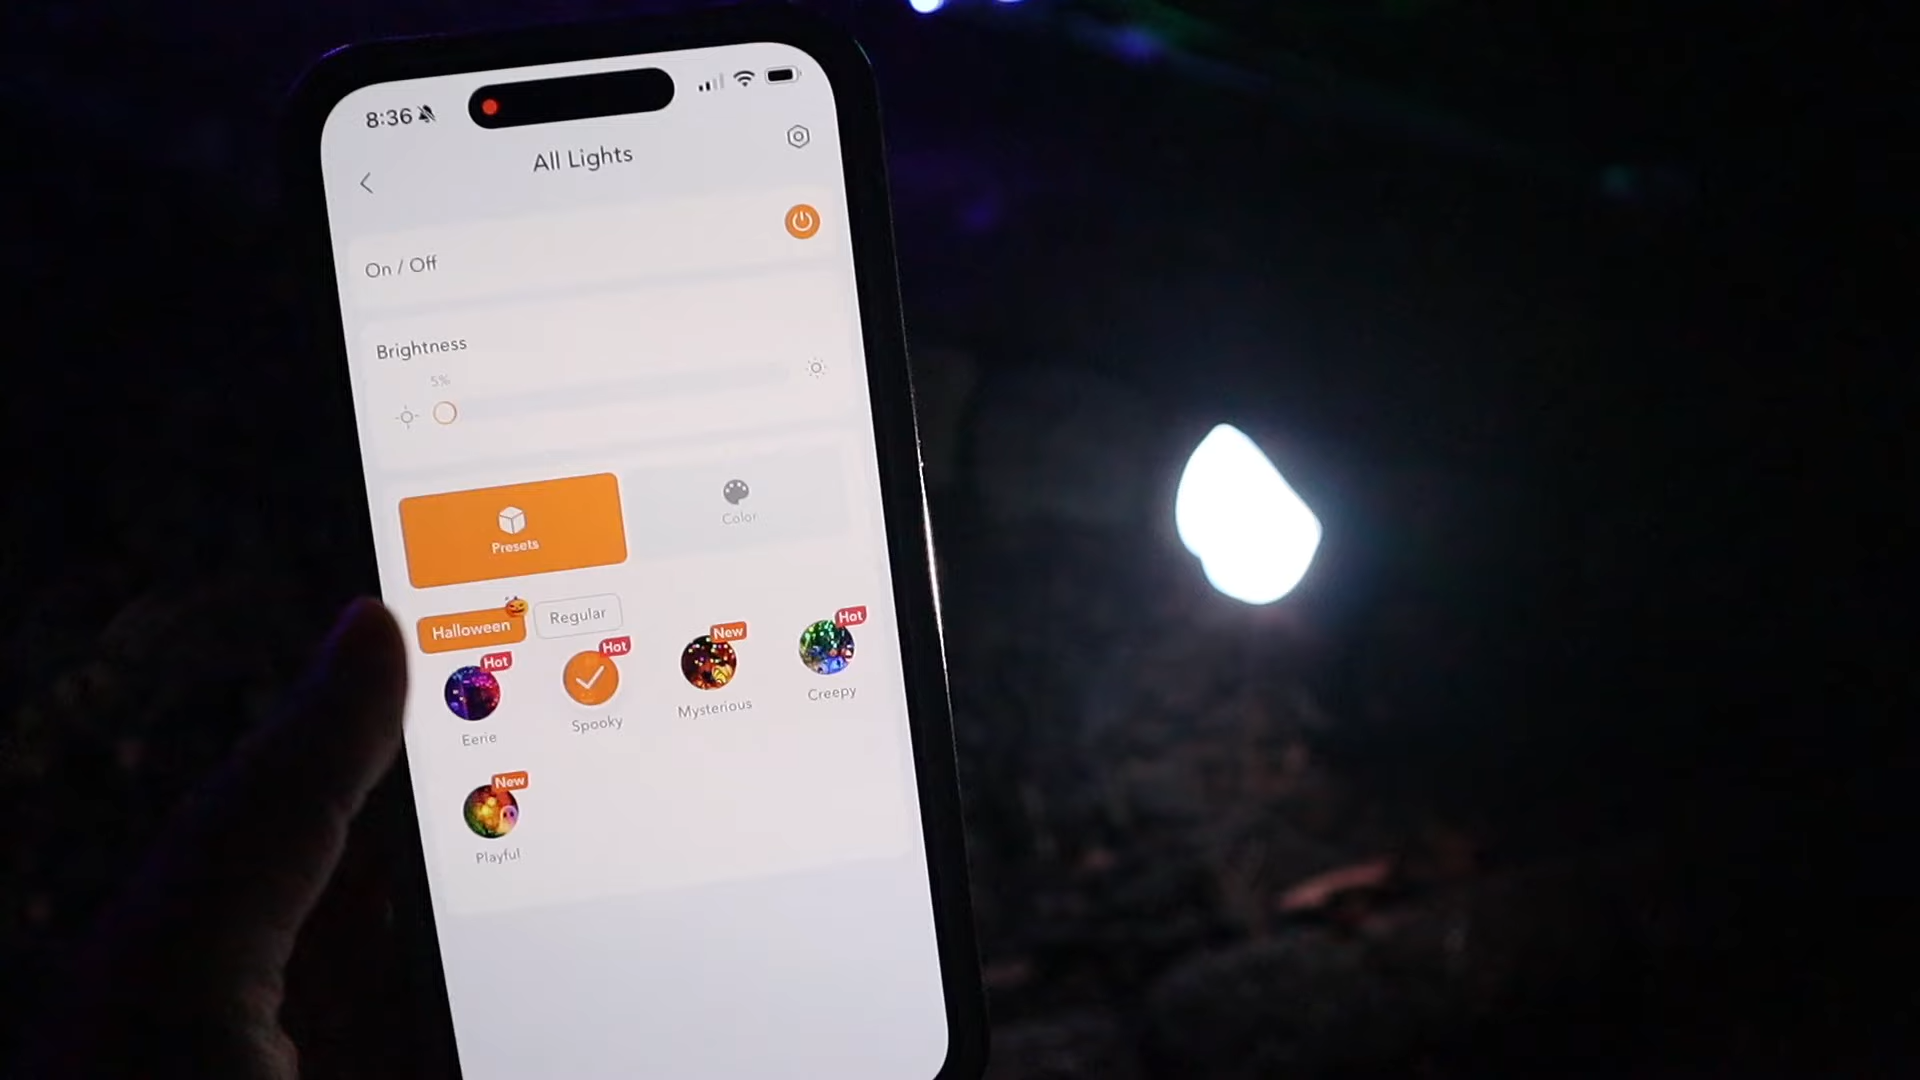 8:36
All Lights
On / Off
Brightness
5%
Presets
Color
Halloween
Regular
Hot
Eerie
Hot
Spooky
New
Mysterious
Hot
Creepy
New
Playful